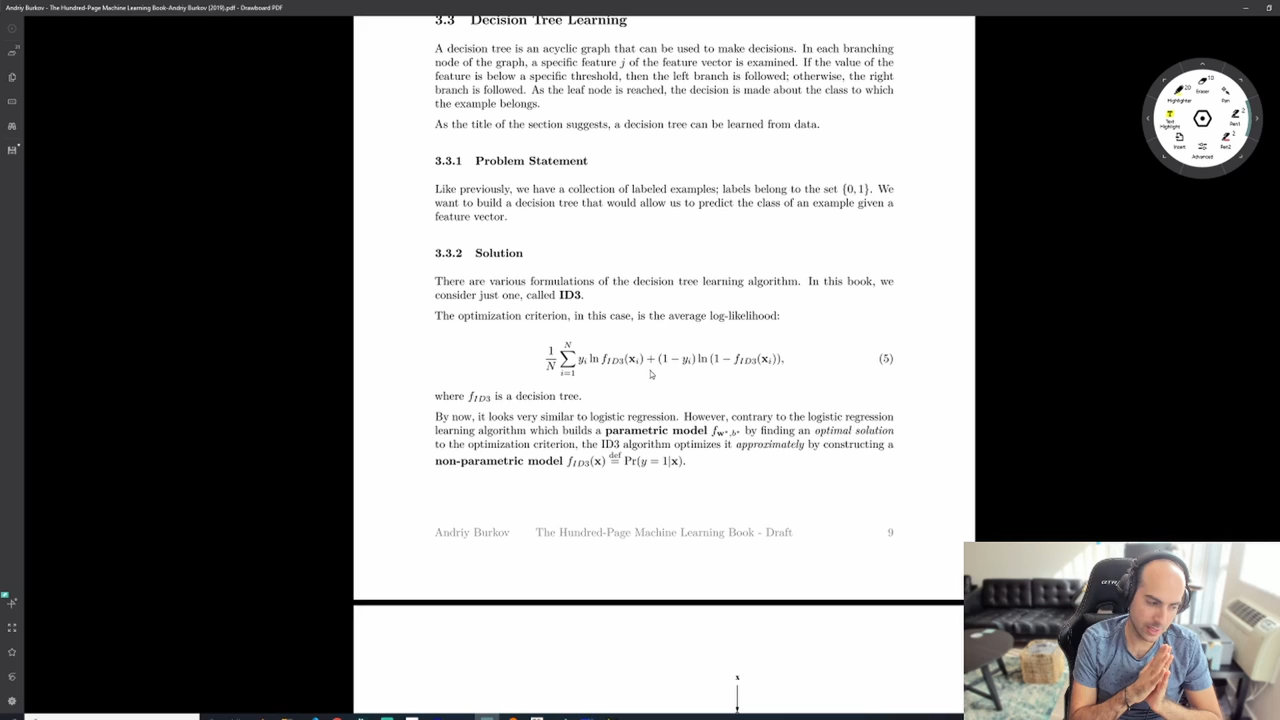 Andriy Burkov - The Hundred-Page Machine Learning Book-Andriy Burkov (2019).pdf - Drawboard PDF
3.3 Decision Tree Learning
A decision tree is an acyclic graph that can be used to make decisions. In each branching
node of the graph, a specific feature j of the feature vector is examined. If the value of the
feature is below a specific threshold, then the left branch is followed; otherwise, the right
branch is followed. As the leaf node is reached, the decision is made about the class to which
the example belongs.
As the title of the section suggests, a decision tree can be learned from data.
3.3.1 Problem Statement
Like previously, we have a collection of labeled examples; labels belong to the set {0, 1}. We
want to build a decision tree that would allow us to predict the class of an example given a
feature vector.
3.3.2 Solution
There are various formulations of the decision tree learning algorithm. In this book, we
consider just one, called ID3.
The optimization criterion, in this case, is the average log-likelihood:
1/N ∑_{i=1}^{N} y_i ln f_{ID3}(x_i) + (1 − y_i) ln (1 − f_{ID3}(x_i)), (5)
where f_{ID3} is a decision tree.
By now, it looks very similar to logistic regression. However, contrary to the logistic regression
learning algorithm which builds a parametric model f_{w*,b*} by finding an optimal solution
to the optimization criterion, the ID3 algorithm optimizes it approximately by constructing a
non-parametric model f_{ID3}(x) def= Pr(y = 1|x).
Andriy Burkov The Hundred-Page Machine Learning Book - Draft 9
x
Highlighter
20
Eraser
10
Pen
Text Highlight
Pen1
2
Insert
Pen2
2
Advanced